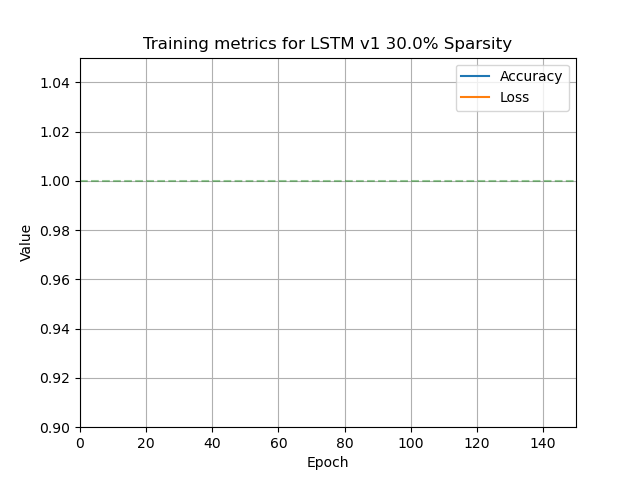 Training metrics for LSTM v1 30.0% Sparsity
Accuracy
Loss
1.04
1.02
1.00
0.98
0.96
0.94
0.92
0.90
Value
0 20 40 60 80 100 120 140
Epoch